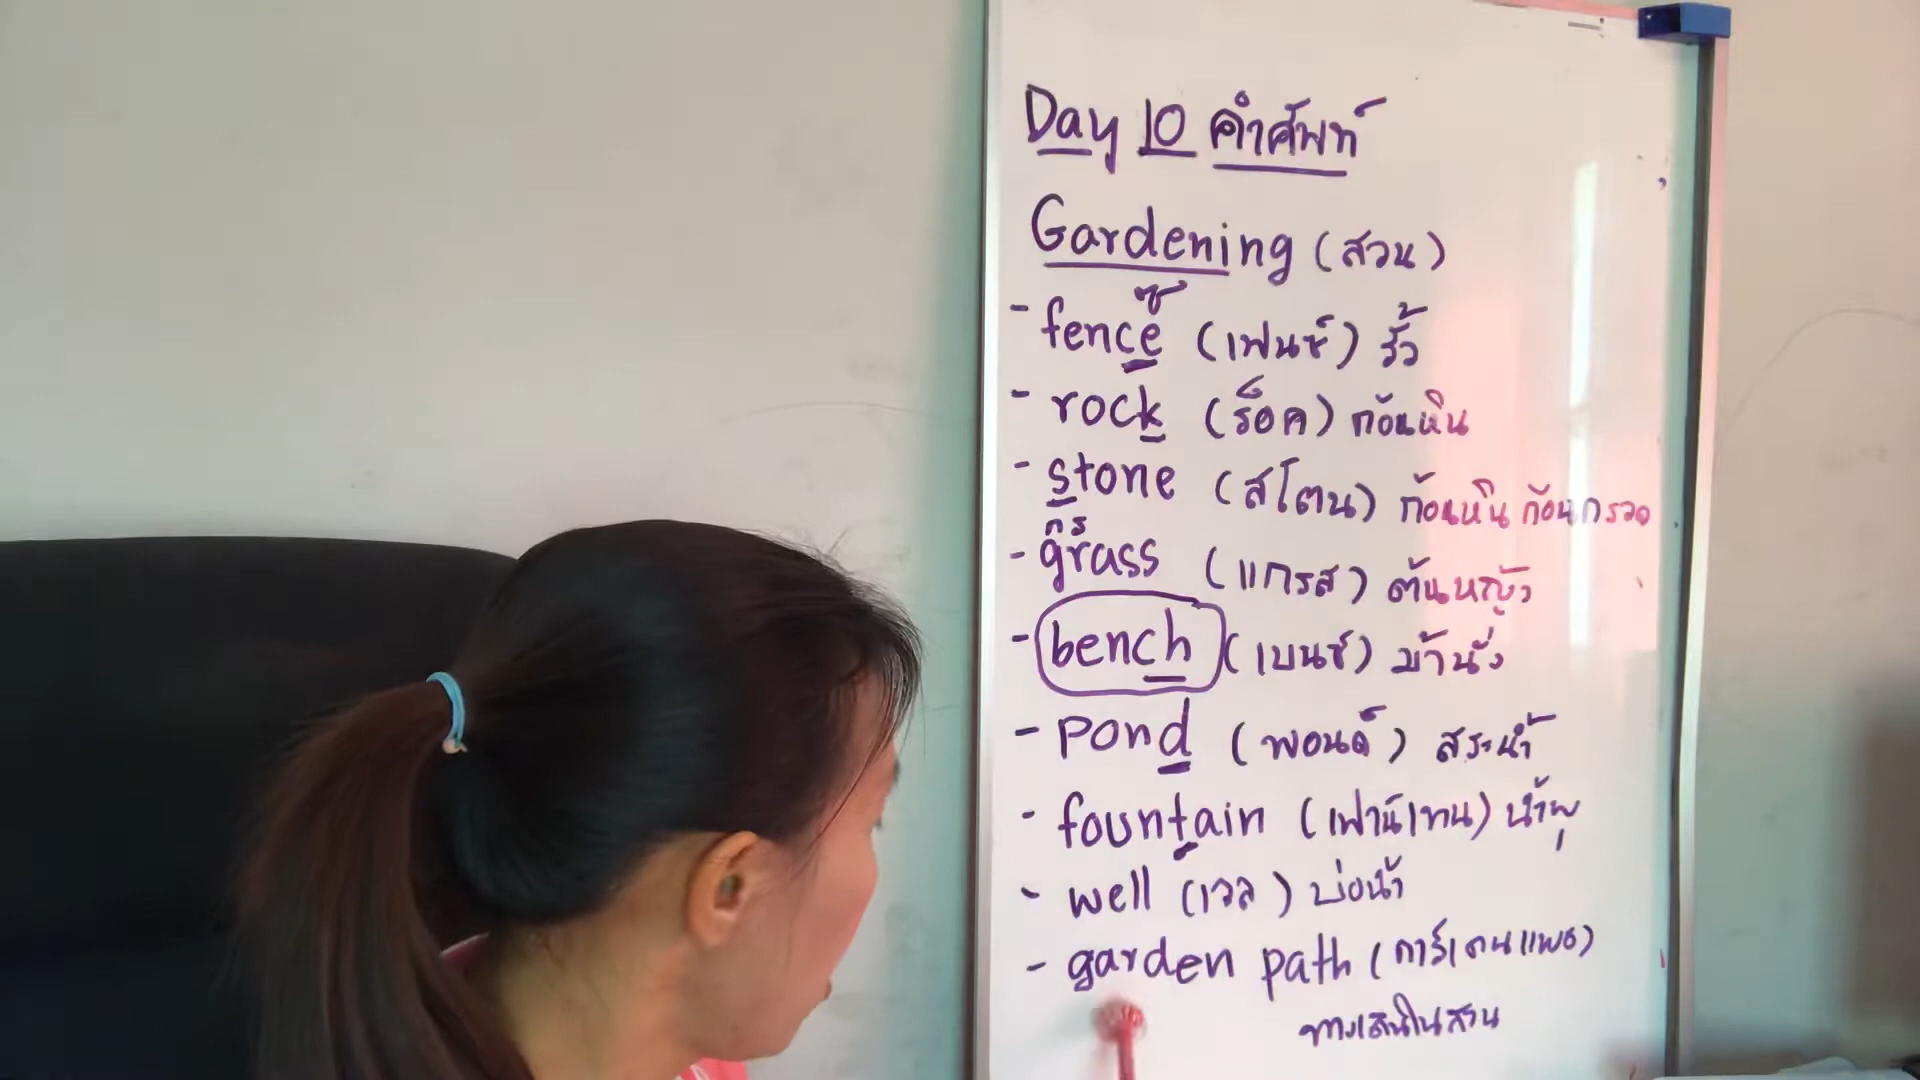 Day 10 คำศัพท์
Gardening (สวน)
ซ
- fence (เฟนซ์) รั้ว
- rock (ร็อค) ก้อนหิน
- stone (สโตน) ก้อนหิน ก้อนกรวด
กร
- grass (แกรส) ต้นหญ้า
- bench (เบนช์) ม้านั่ง
- pond (พอนด์) สระน้ำ
- fountain (เฟาน์เทน) น้ำพุ
- well (เวล) บ่อน้ำ
- garden path (การ์เดนแพธ)
ทางเดินในสวน